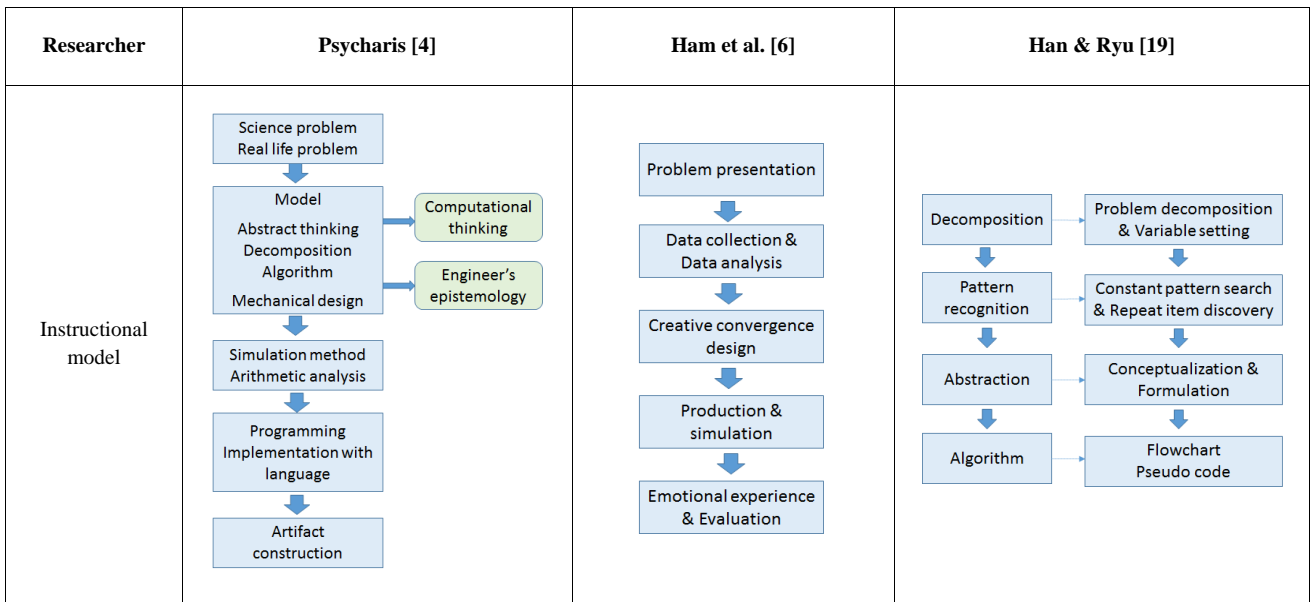 Researcher
Psycharis [4]
Ham et al. [6]
Han & Ryu [19]
Instructional
model
Science problem
Real life problem
Model
Abstract thinking
Decomposition
Algorithm
Mechanical design
Computational
thinking
Engineer's
epistemology
Simulation method
Arithmetic analysis
Programming
Implementation with
language
Artifact
construction
Problem presentation
Data collection &
Data analysis
Creative convergence
design
Production &
simulation
Emotional experience
& Evaluation
Decomposition
Problem decomposition
& Variable setting
Pattern
recognition
Constant pattern search
& Repeat item discovery
Abstraction
Conceptualization &
Formulation
Algorithm
Flowchart
Pseudo code